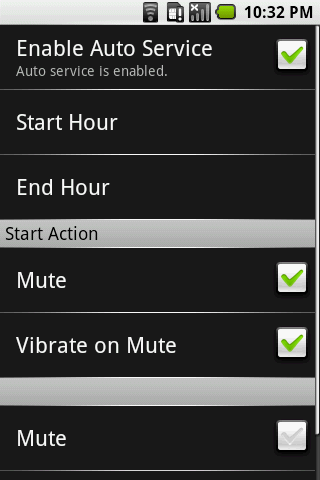 10:32 PM
Enable Auto Service
Auto service is enabled.
Start Hour
End Hour
Start Action
Mute
Vibrate on Mute
Mute